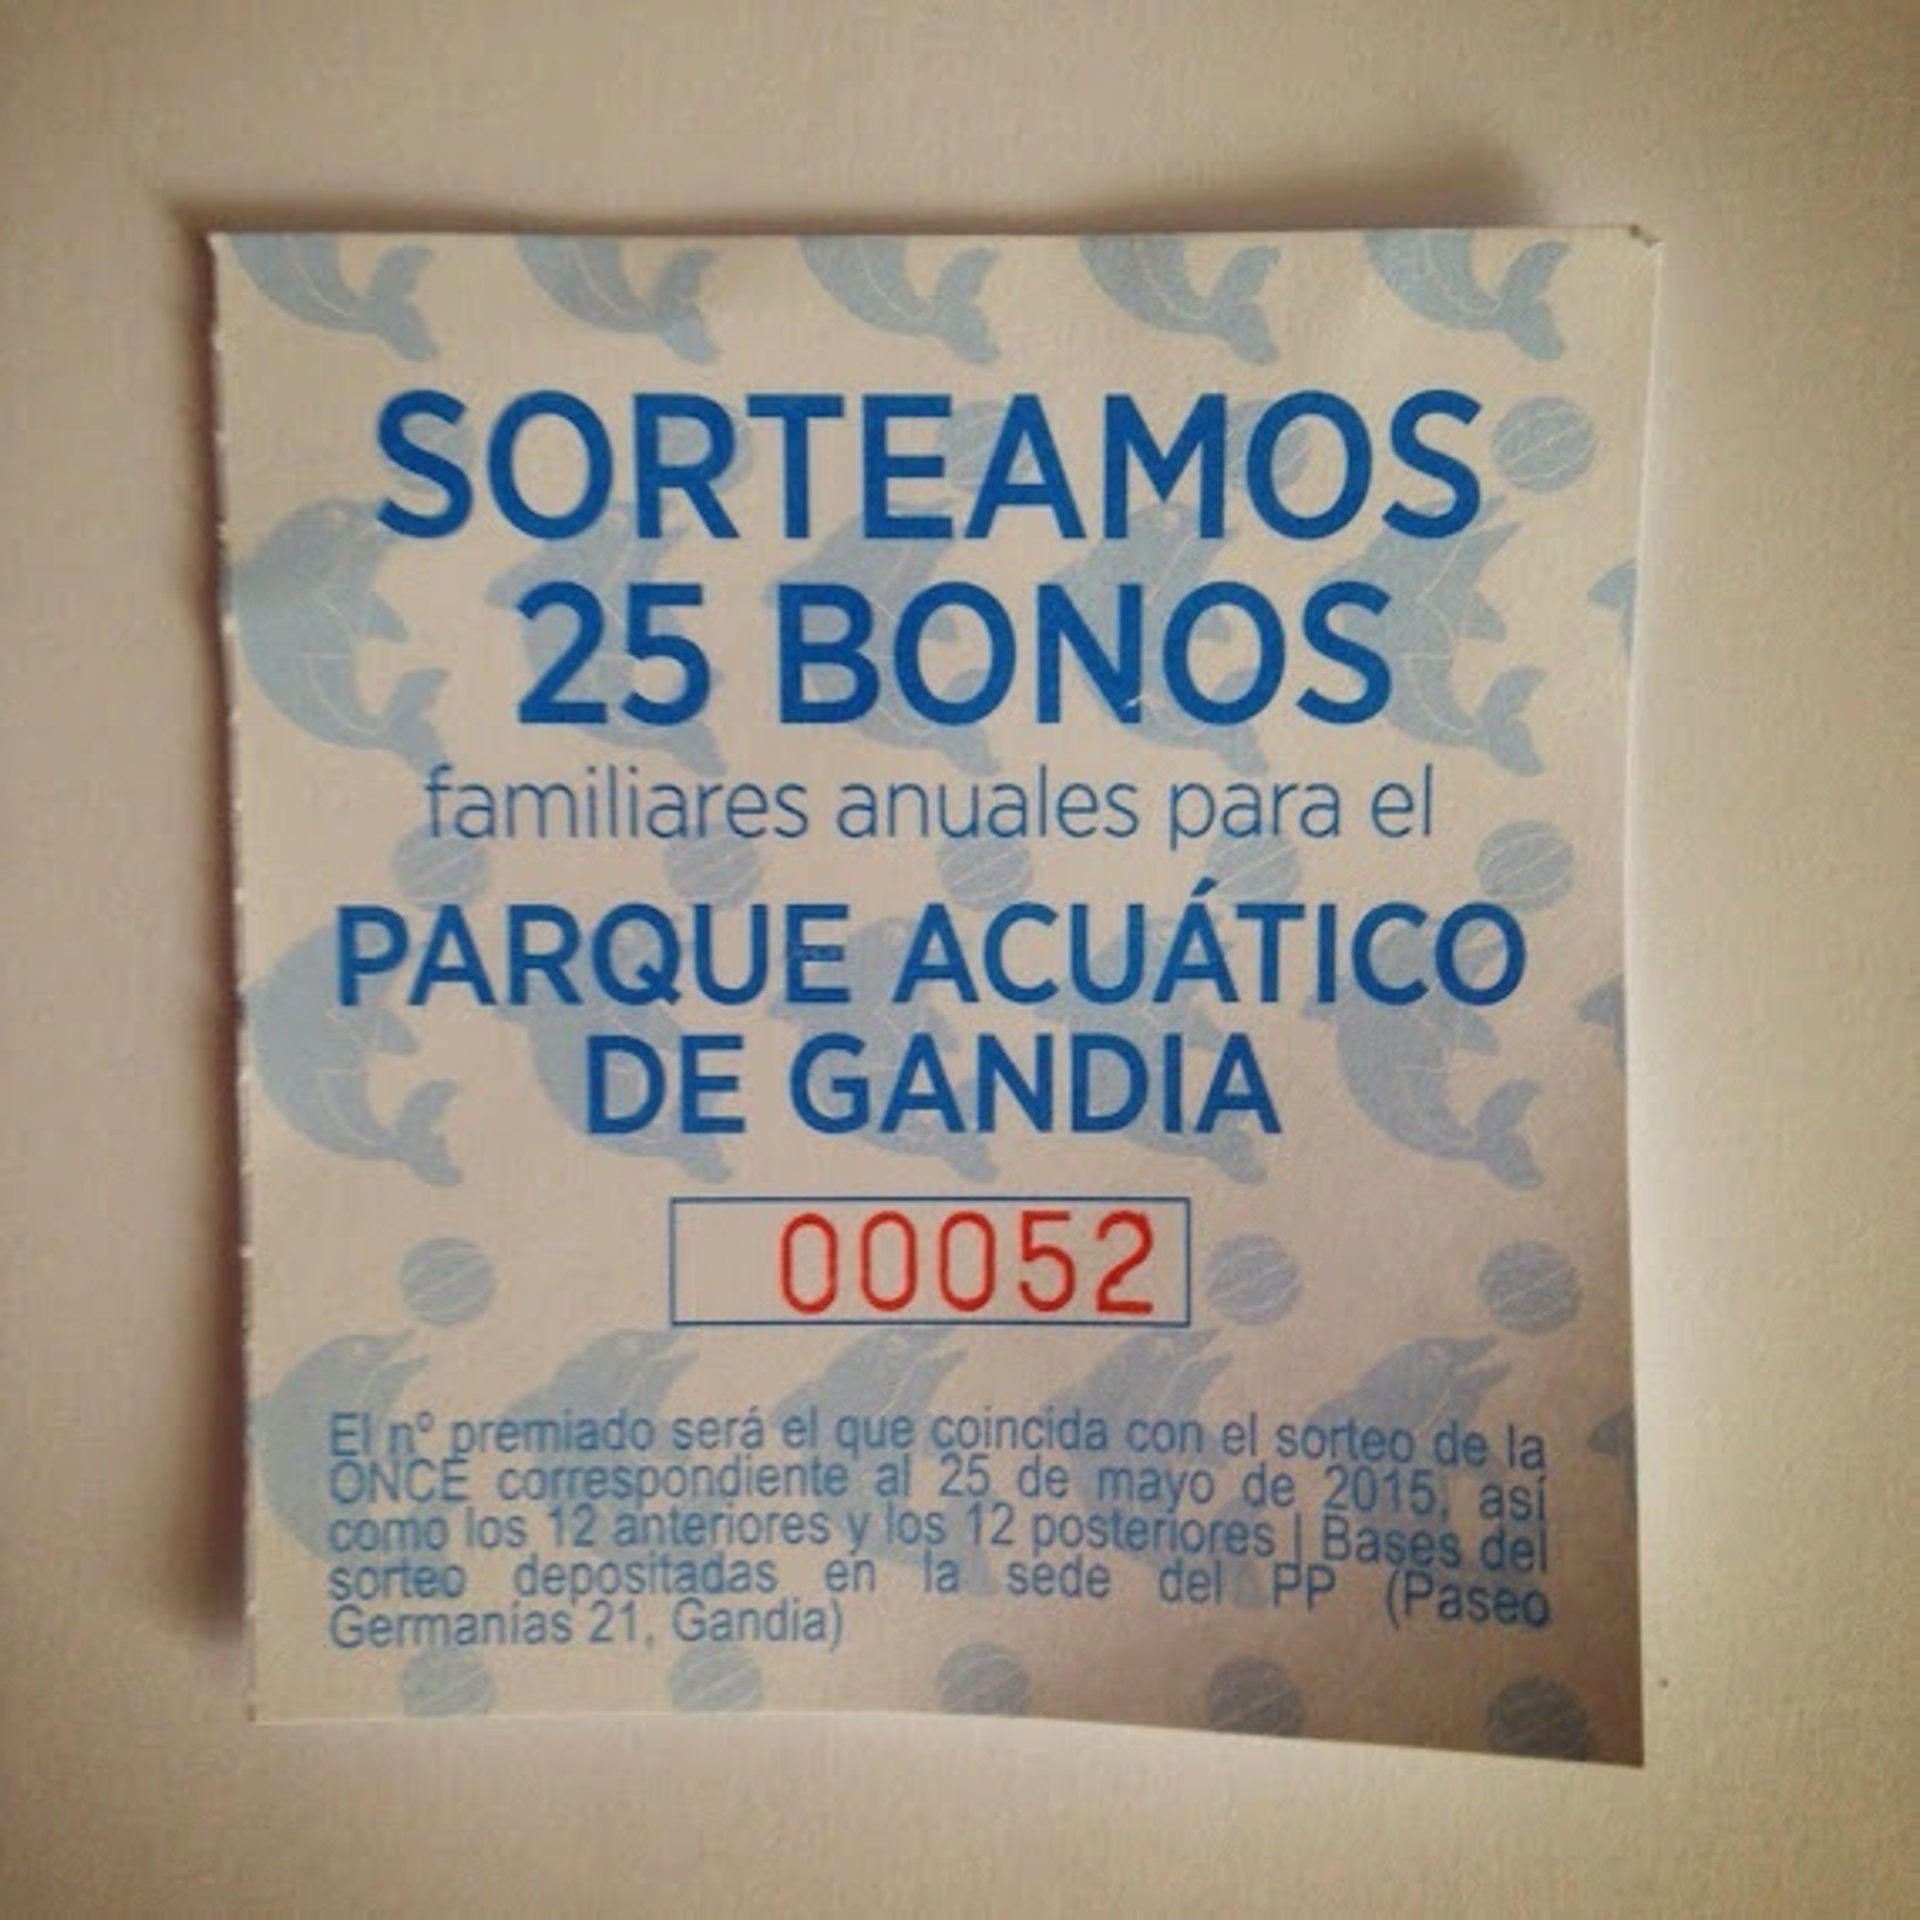 SORTEAMOS
25 BONOS
familiares anuales para el
PARQUE ACUÁTICO
DE GANDIA
00052
El nº premiado será el que coincida con el sorteo de la
ONCE correspondiente al 25 de mayo de 2015, así
como los 12 anteriores y los 12 posteriores | Bases del
sorteo depositadas en la sede del PP (Paseo
Germanias 21, Gandia)